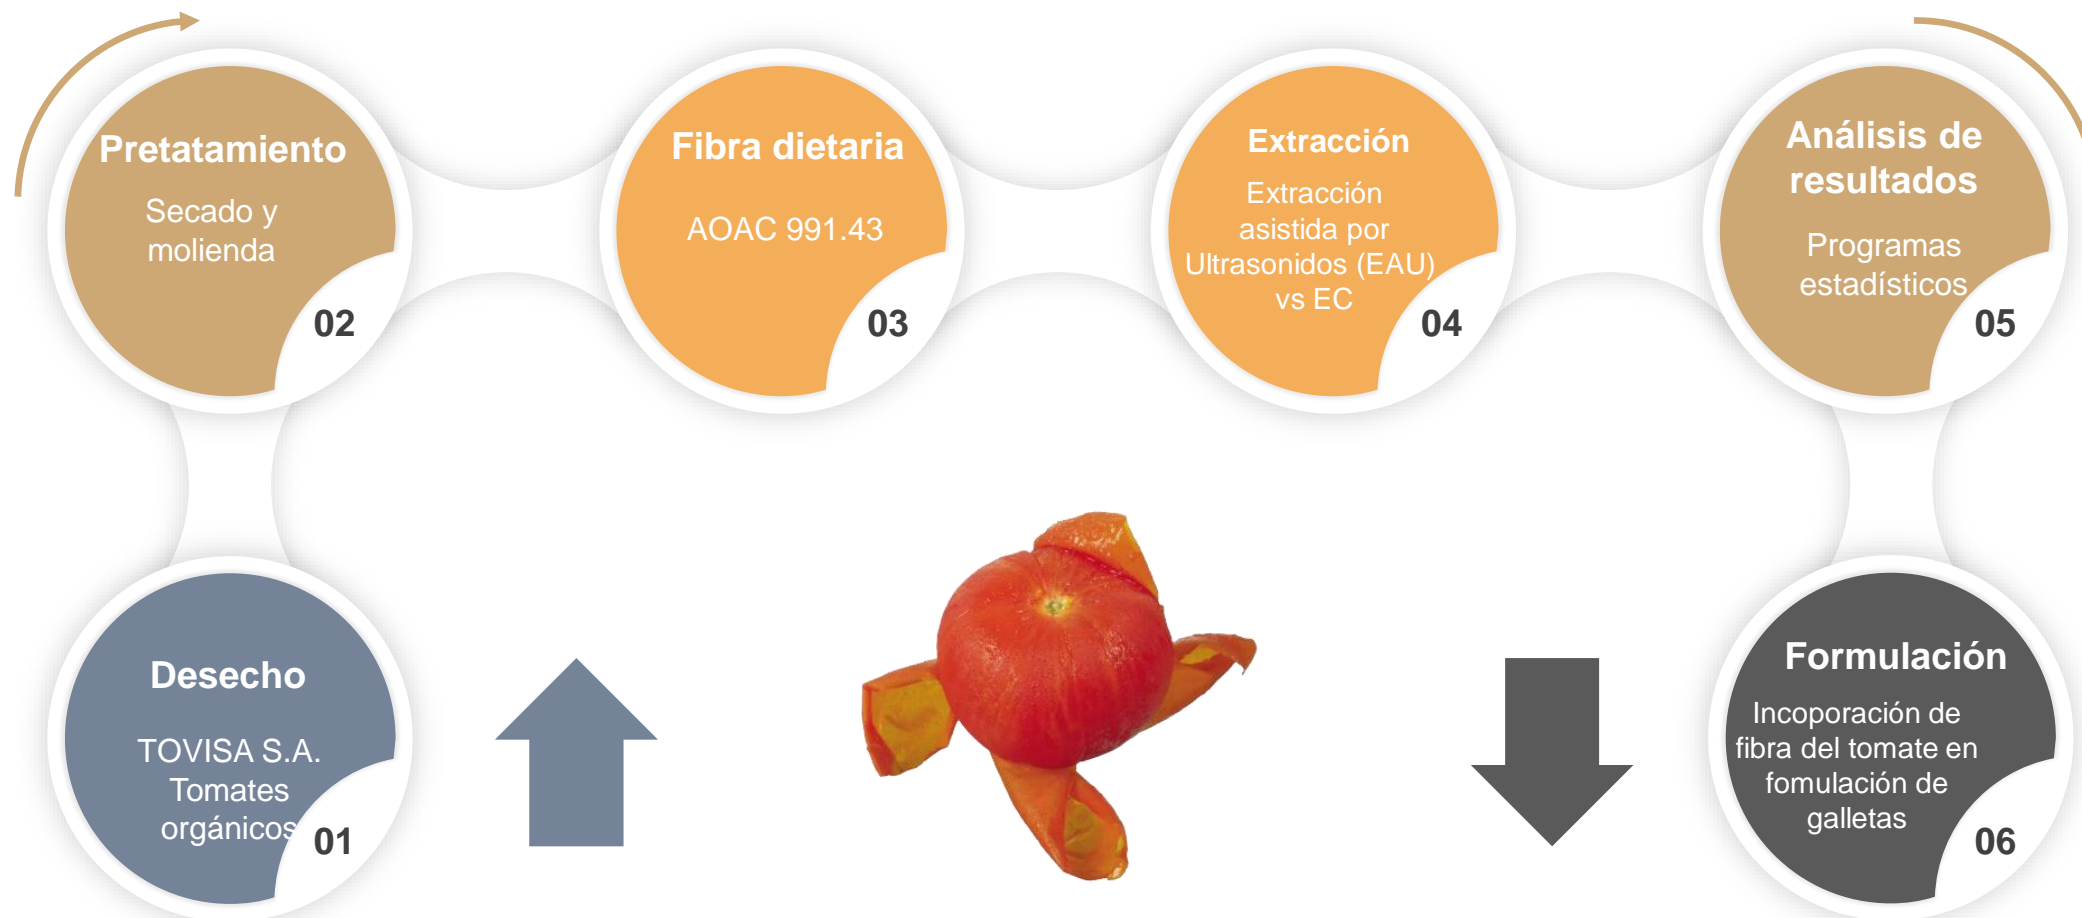 Pretatamiento
Secado y
molienda
02
Fibra dietaria
AOAC 991.43
03
Extracción
Extracción
asistida por
Ultrasonidos (EAU)
vs EC
04
Análisis de
resultados
Programas
estadísticos
05
Desecho
TOVISA S.A.
Tomates
orgánicos
01
Formulación
Incoporación de
fibra del tomate en
fomulación de
galletas
06